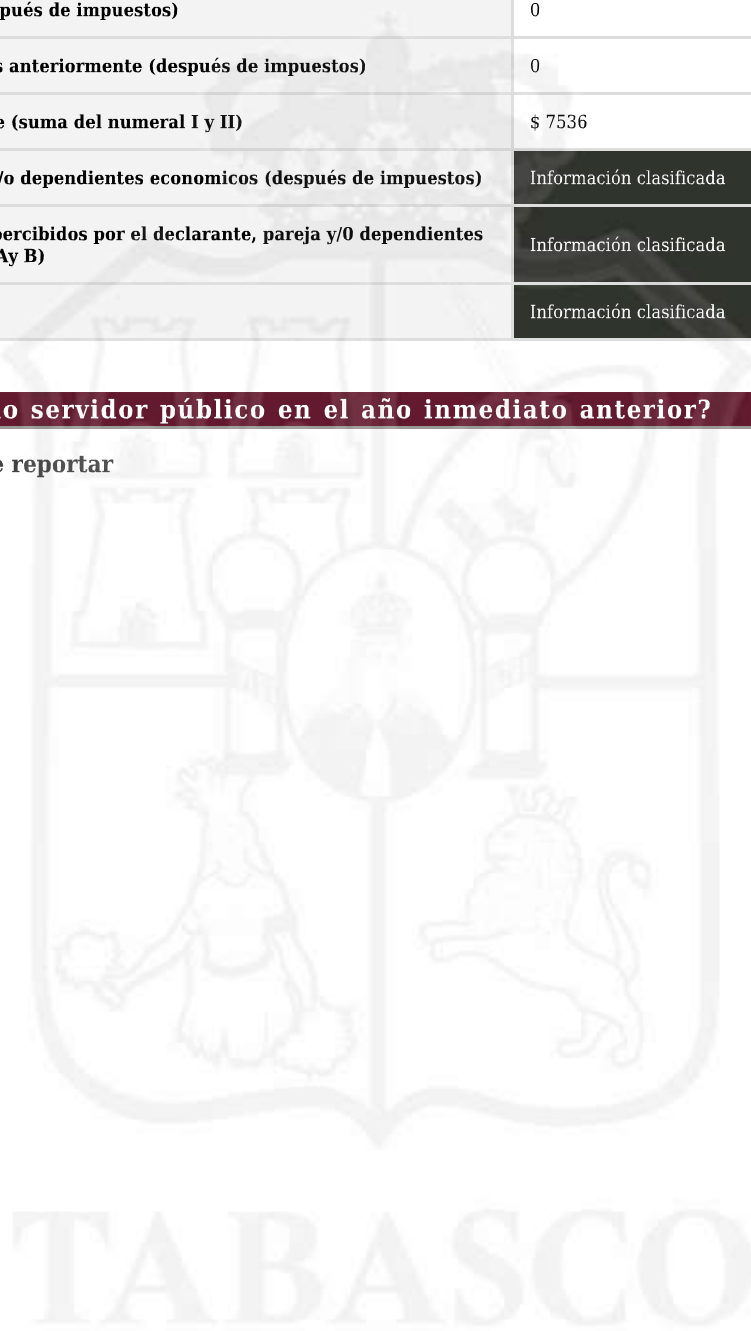 pués de impuestos) 0
s anteriormente (después de impuestos) 0
e (suma del numeral I y II) $ 7536
/o dependientes economicos (después de impuestos) Información clasificada
percibidos por el declarante, pareja y/0 dependientes Información clasificada
Ay B)
Información clasificada
o servidor público en el año inmediato anterior?
e reportar
TABASCO